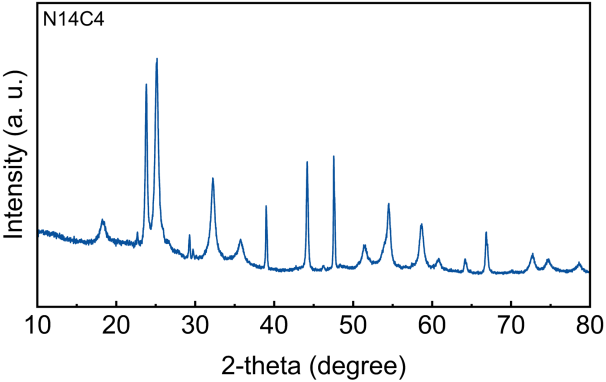 N14C4
Intensity (a. u.)
10 20 30 40 50 60 70 80
2-theta (degree)